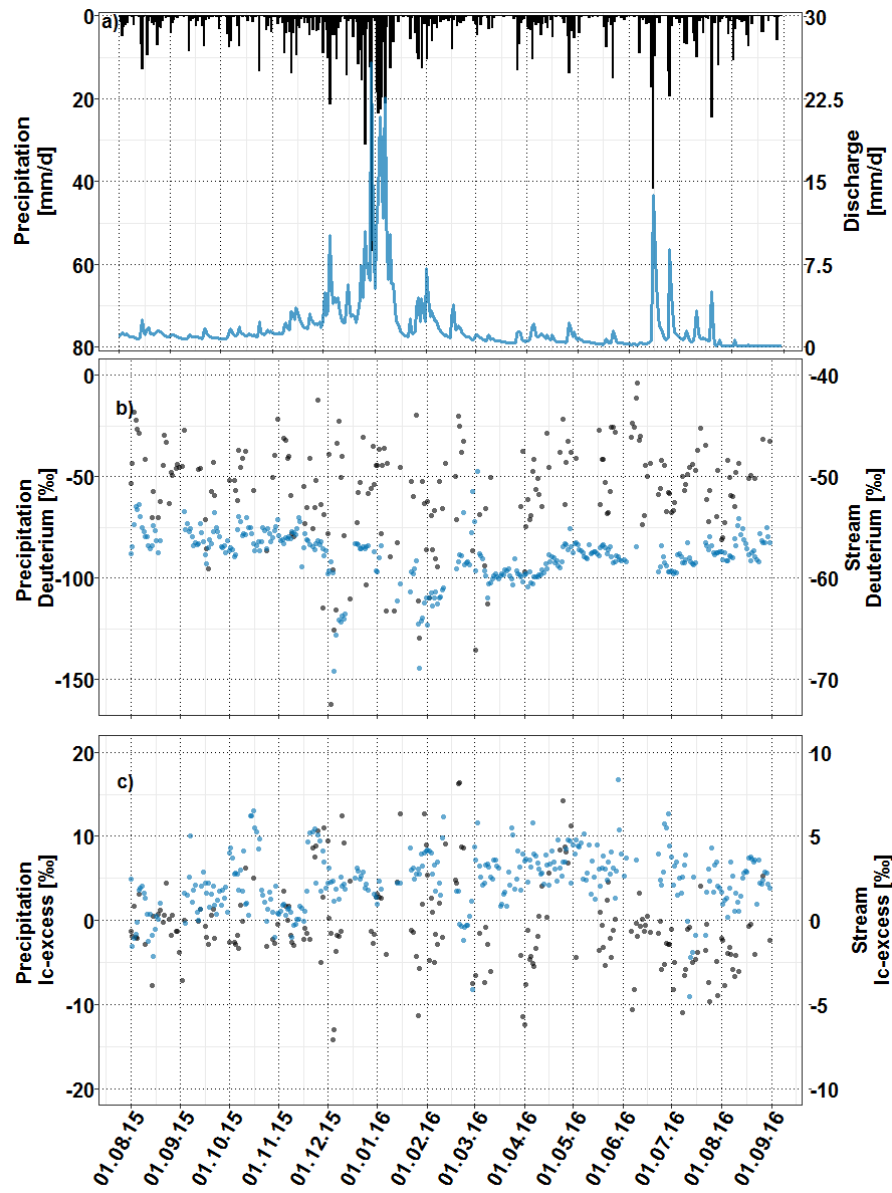 a)
0
20
40
60
80
Precipitation
[mm/d]
30
22.5
15
7.5
0
Discharge
[mm/d]
b)
0
-50
-100
-150
Precipitation
Deuterium [‰]
-40
-50
-60
-70
Stream
Deuterium [‰]
c)
20
10
0
-10
-20
Precipitation
lc-excess [‰]
10
5
0
-5
-10
Stream
lc-excess [‰]
01.08.15
01.09.15
01.10.15
01.11.15
01.12.15
01.01.16
01.02.16
01.03.16
01.04.16
01.05.16
01.06.16
01.07.16
01.08.16
01.09.16